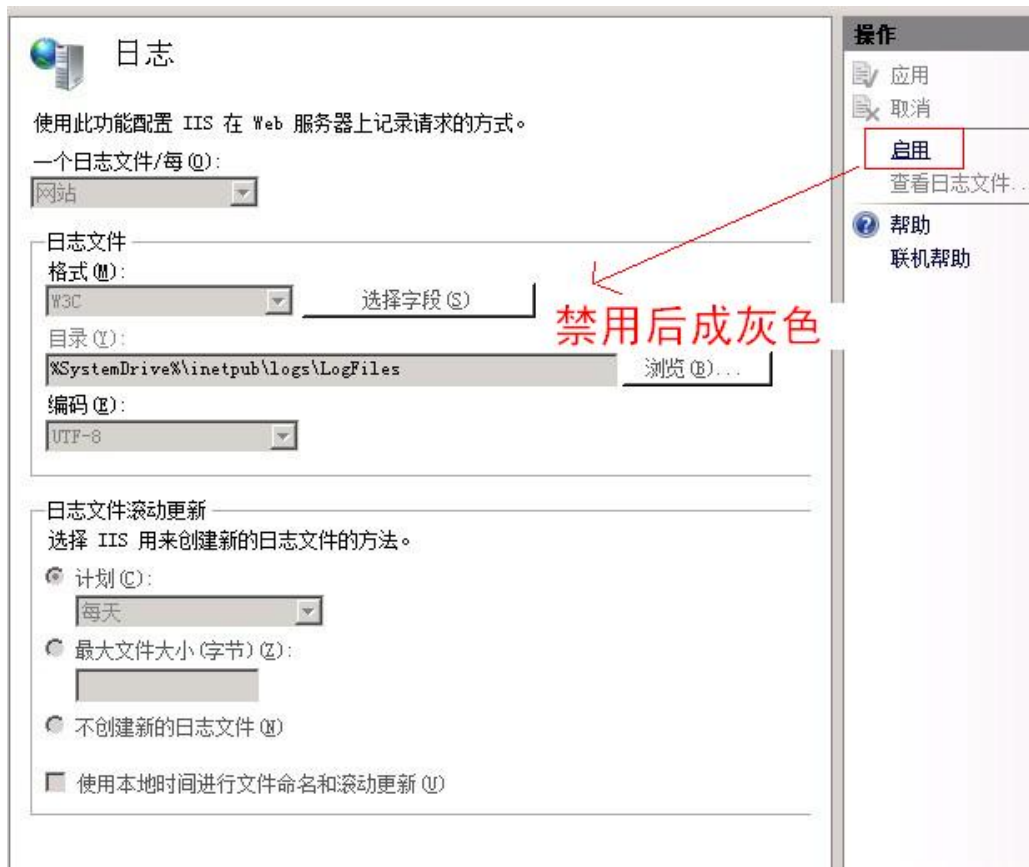 日志
使用此功能配置 IIS 在 Web 服务器上记录请求的方式。
一个日志文件/每(O):
网站
日志文件
格式(M):
W3C
选择字段(S)
目录(Y):
%SystemDrive%\inetpub\logs\LogFiles
浏览(B)...
编码(E):
UTF-8
日志文件滚动更新
选择 IIS 用来创建新的日志文件的方法。
计划(C):
每天
最大文件大小(字节)(Z):
不创建新的日志文件(N)
使用本地时间进行文件命名和滚动更新(U)
禁用后成灰色
操作
应用
取消
启用
查看日志文件...
帮助
联机帮助